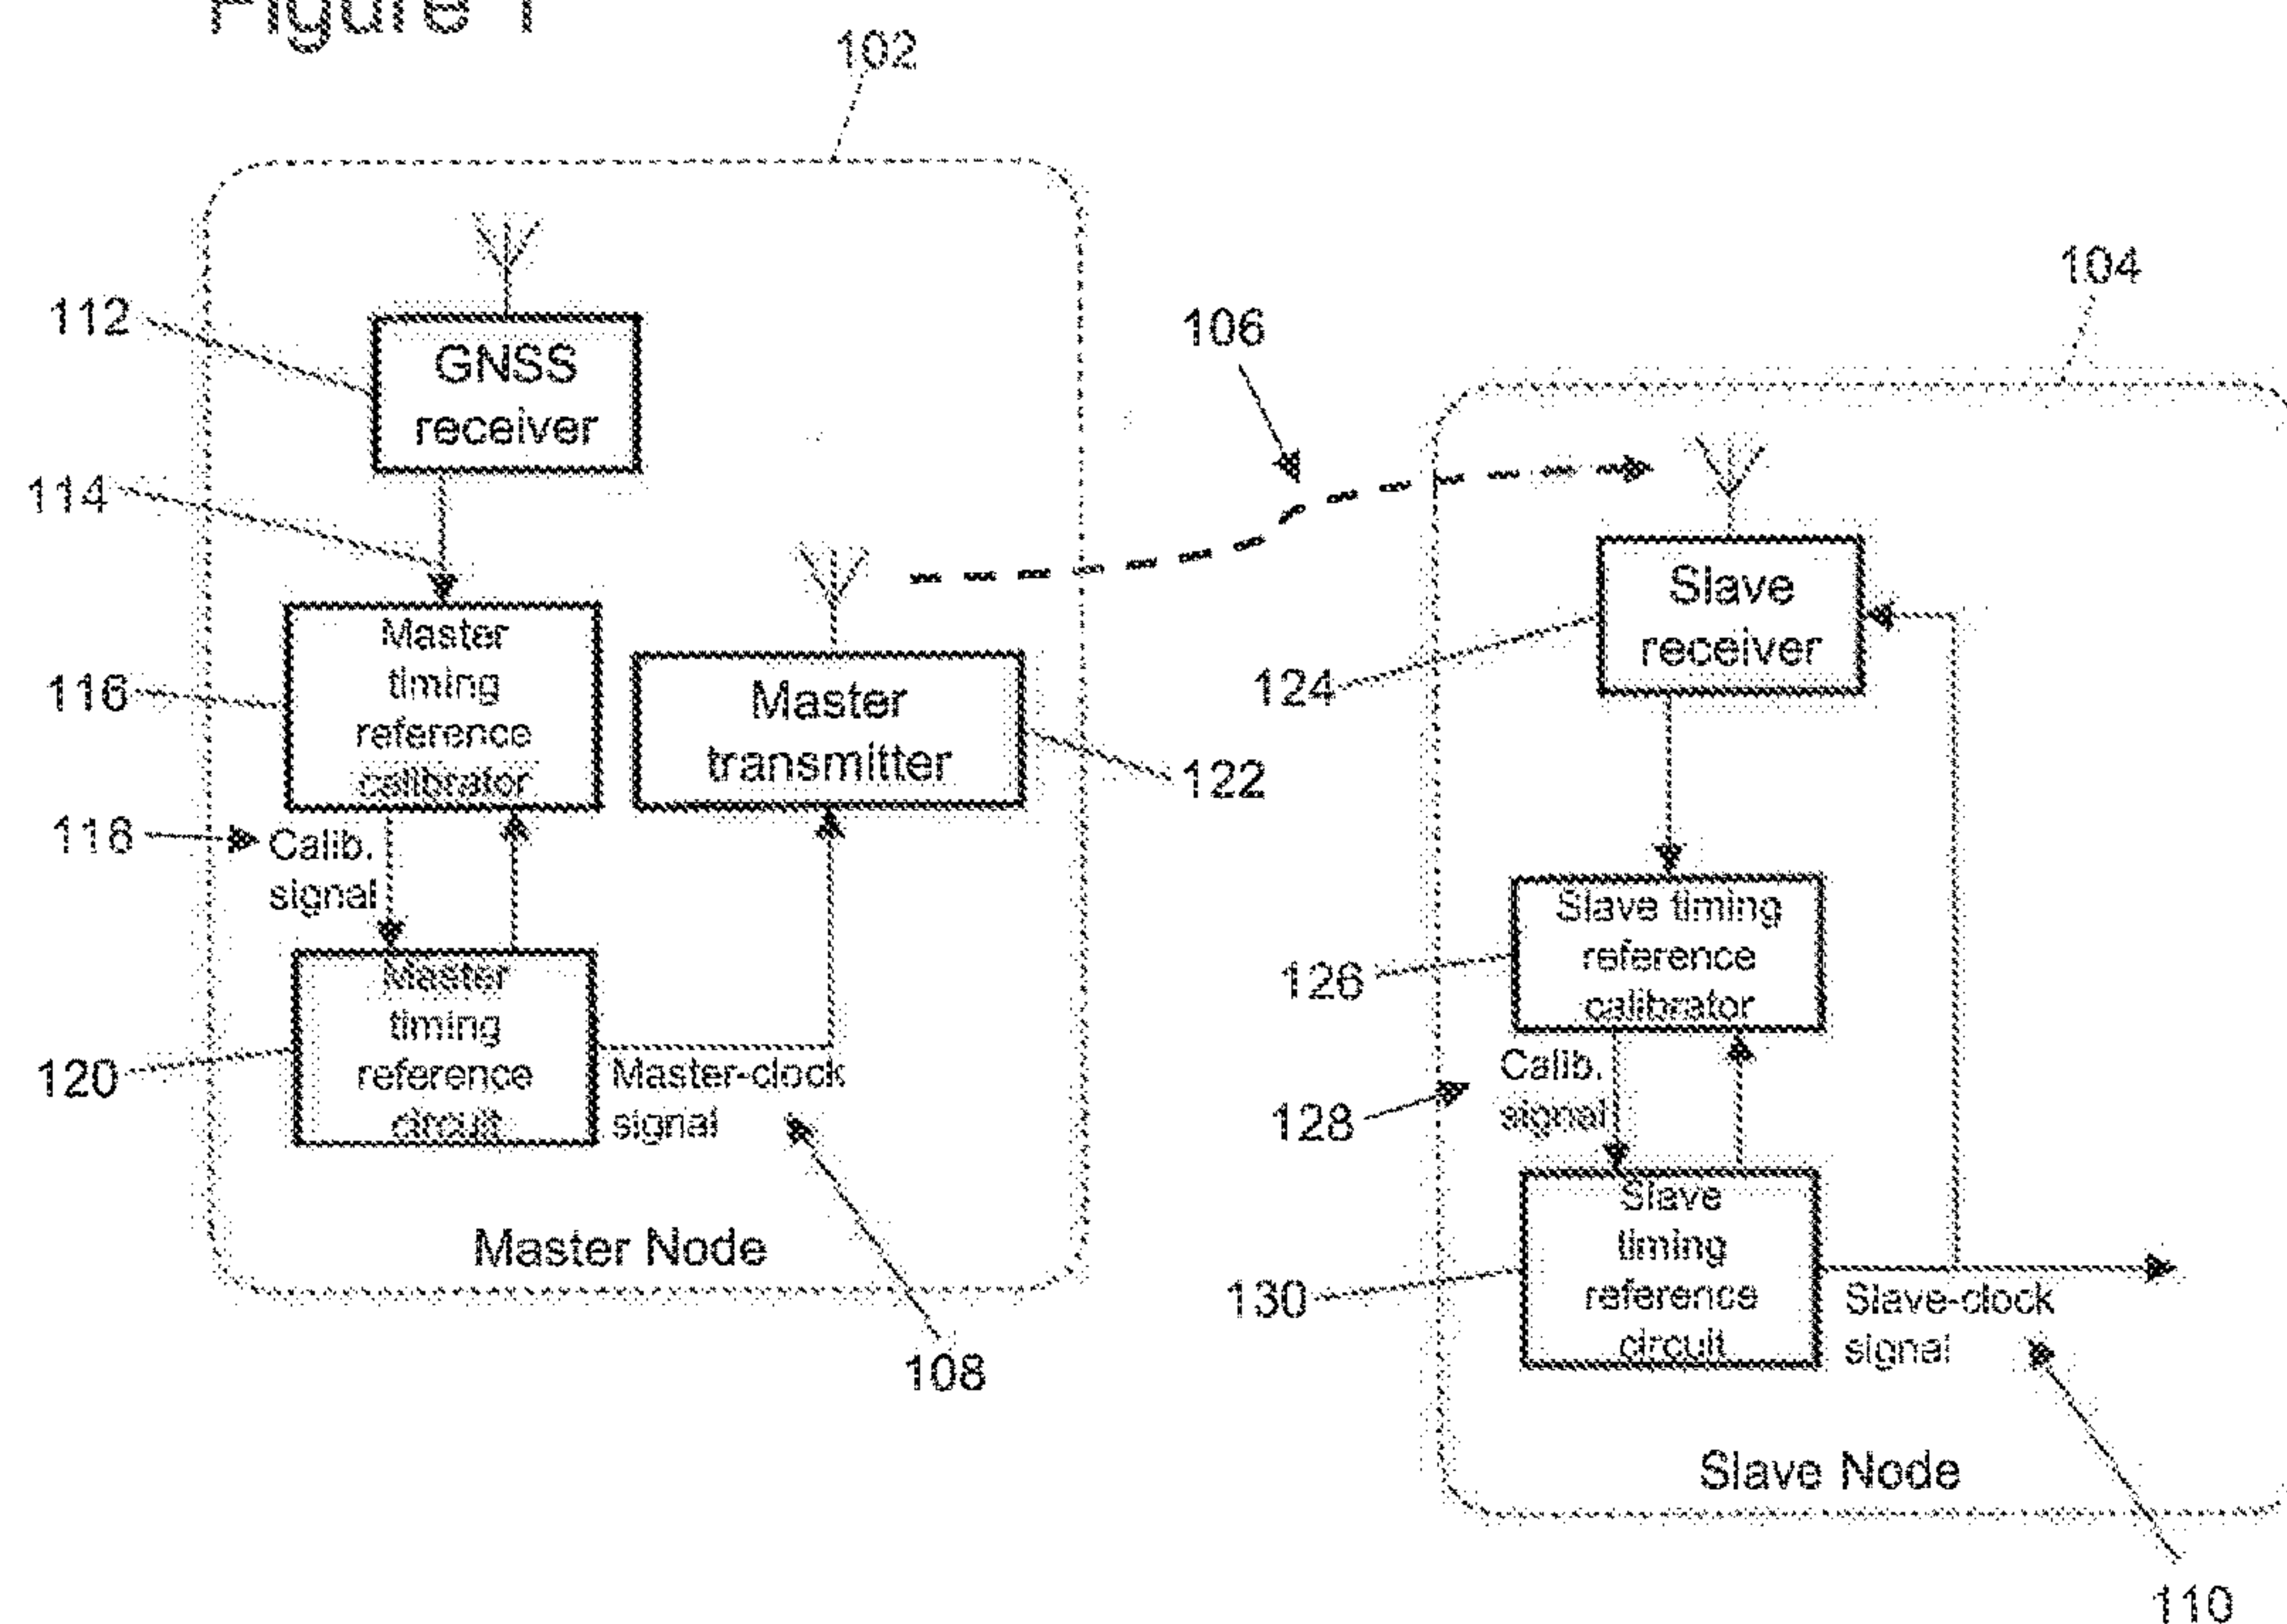 Figure 1
102
104
112
GNSS
receiver
106
114
Master
timing
reference
calibrator
116
Master
transmitter
122
Slave
receiver
124
118
Calib.
signal
Slave timing
reference
calibrator
126
Master
timing
reference
circuit
120
Master-clock
signal
Calib.
signal
128
Slave
timing
reference
circuit
130
Slave-clock
signal
Master Node
108
Slave Node
110